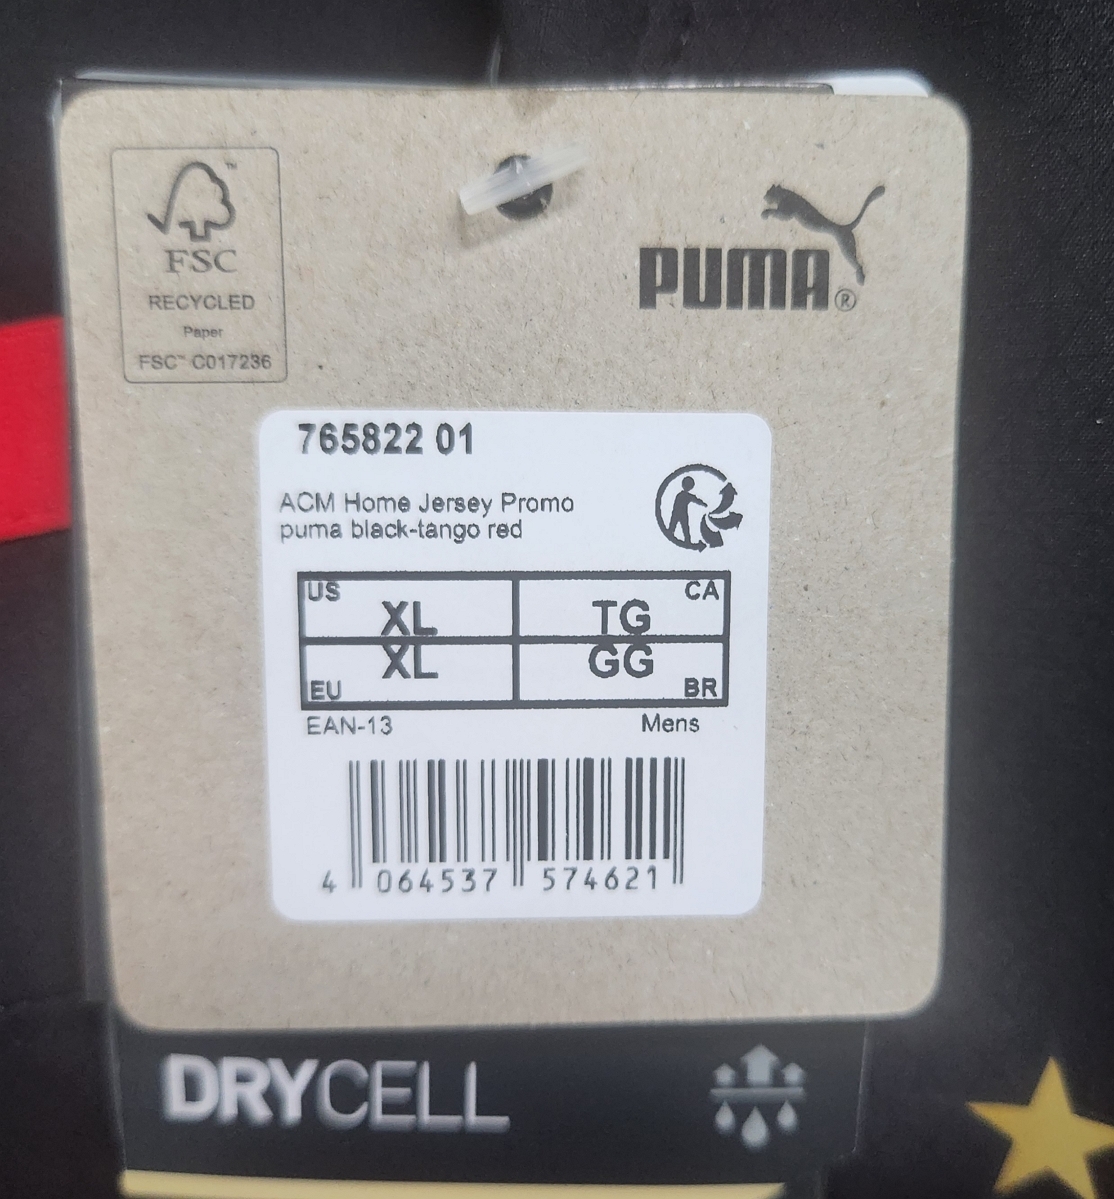 FSC
RECYCLED
Paper
FSC™ C017236
PUMA®
765822 01
ACM Home Jersey Promo
puma black-tango red
US XL TG CA
EU XL GG BR
EAN-13 Mens
4 064537 574621
DRYCELL